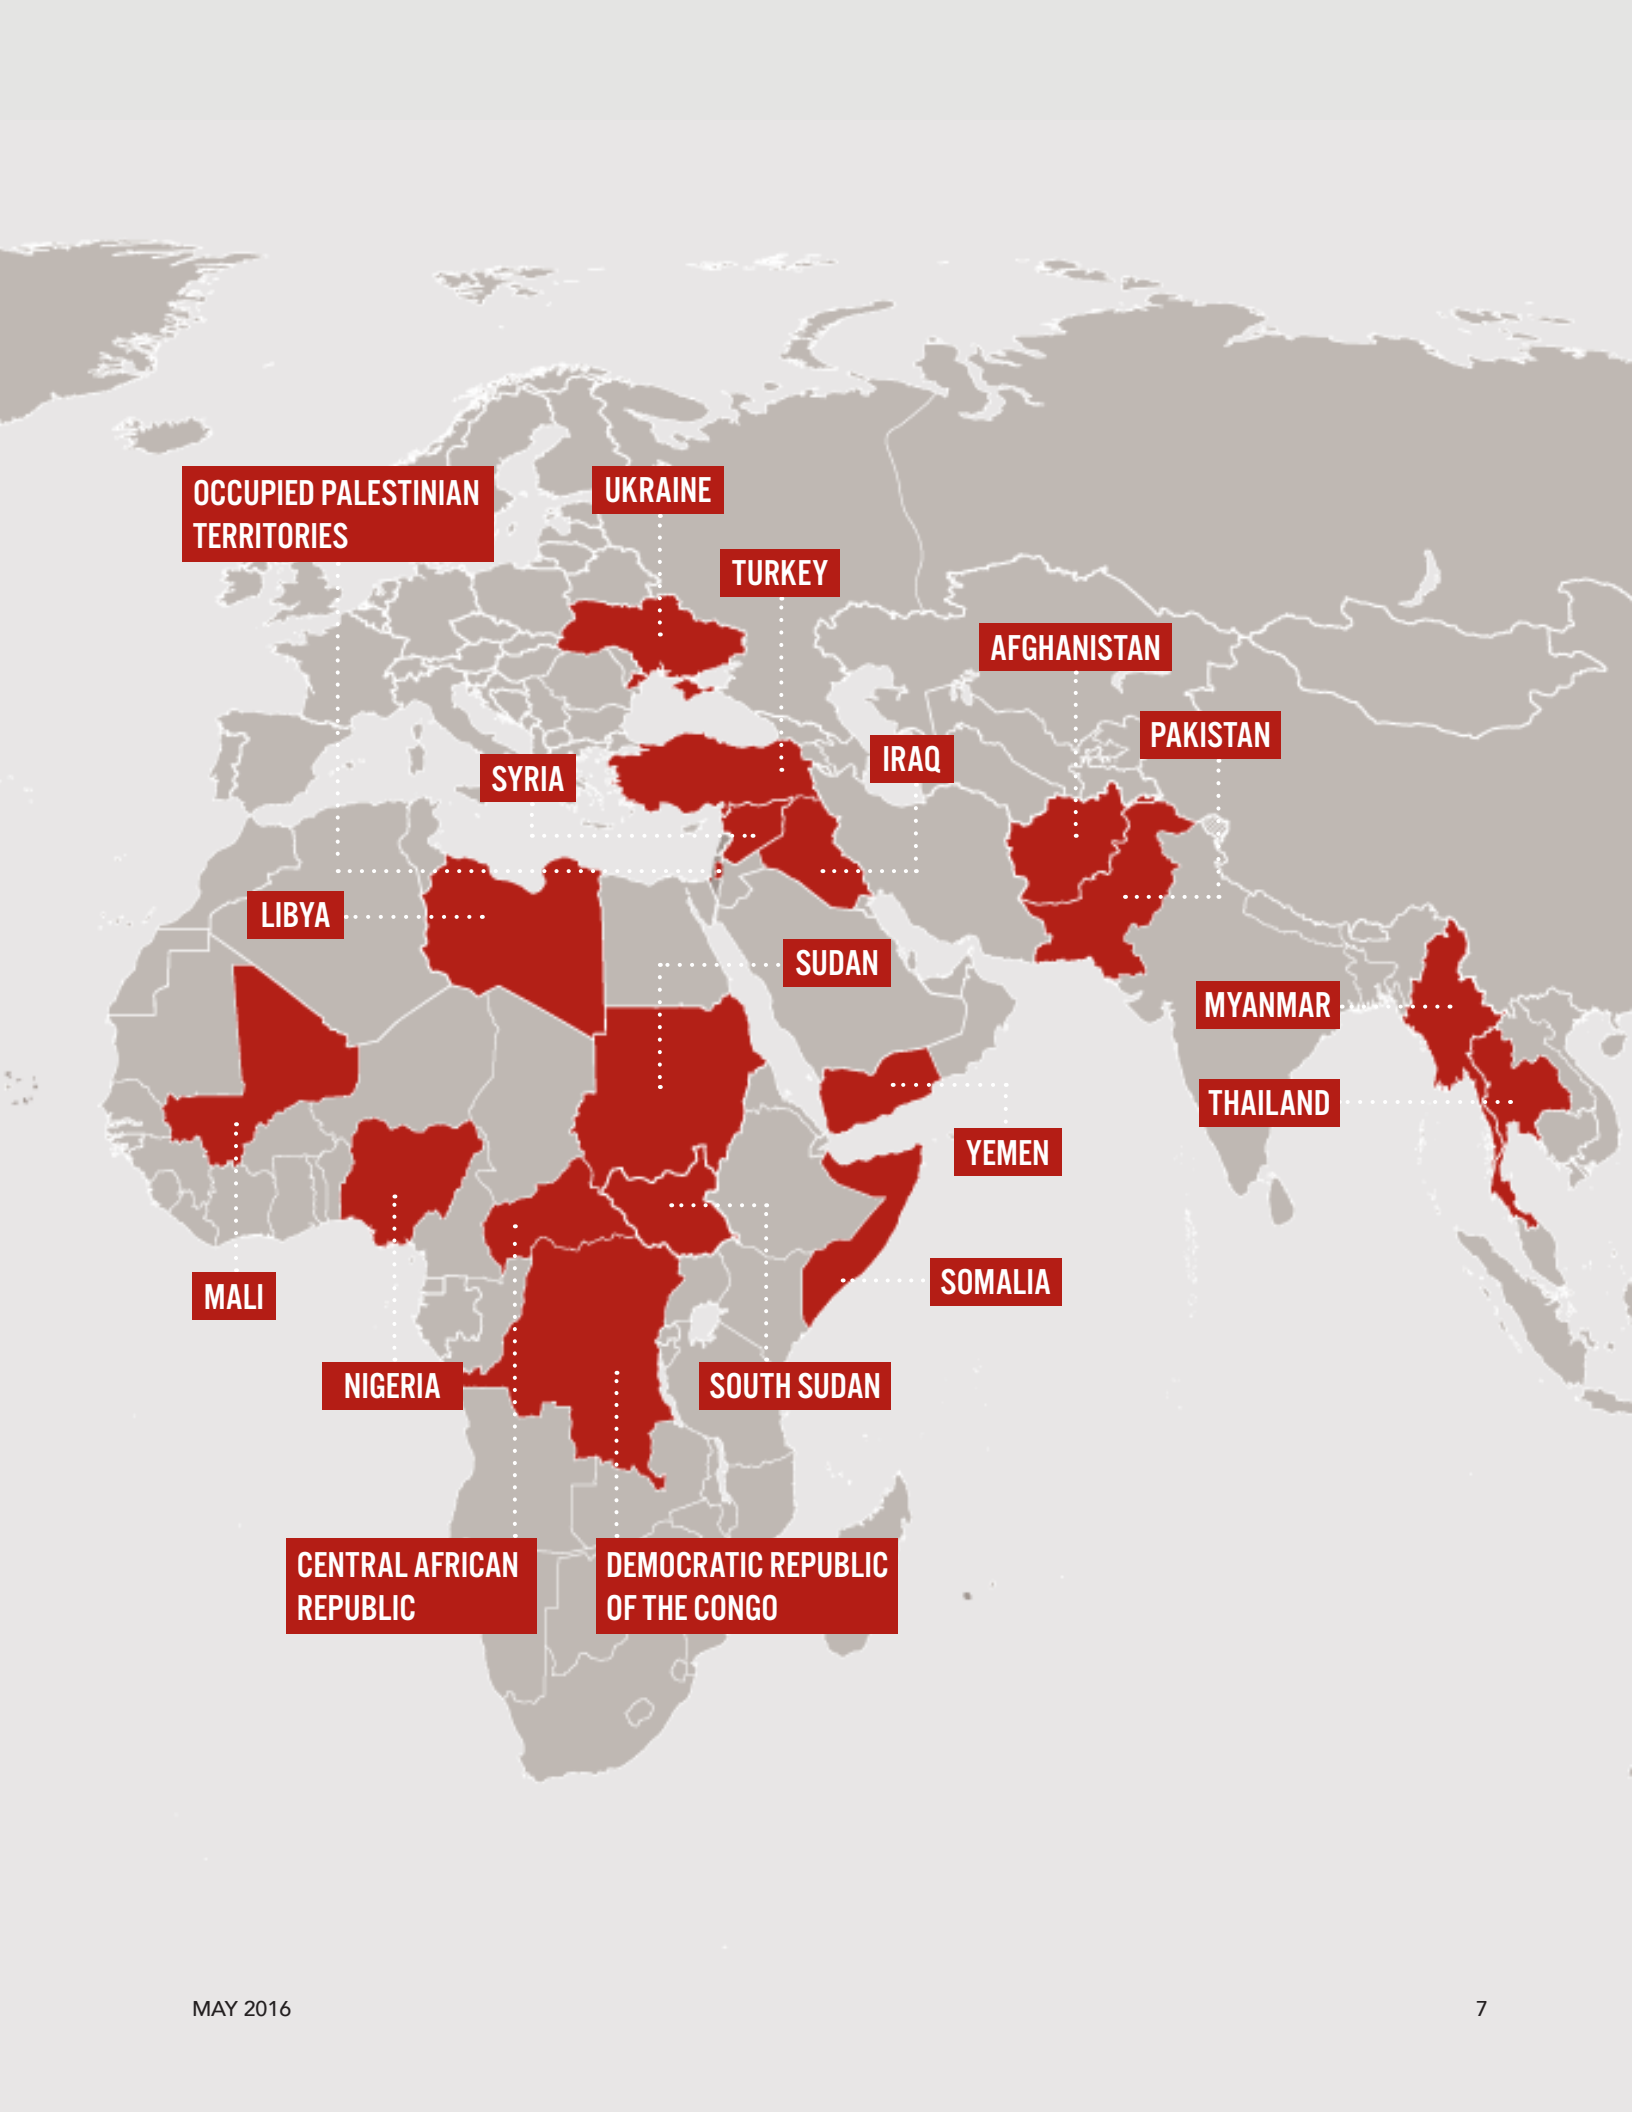 OCCUPIED PALESTINIAN
TERRITORIES
UKRAINE
TURKEY
AFGHANISTAN
PAKISTAN
IRAQ
SYRIA
LIBYA
SUDAN
MYANMAR
THAILAND
YEMEN
SOMALIA
MALI
NIGERIA
SOUTH SUDAN
CENTRAL AFRICAN
REPUBLIC
DEMOCRATIC REPUBLIC
OF THE CONGO
MAY 2016
7